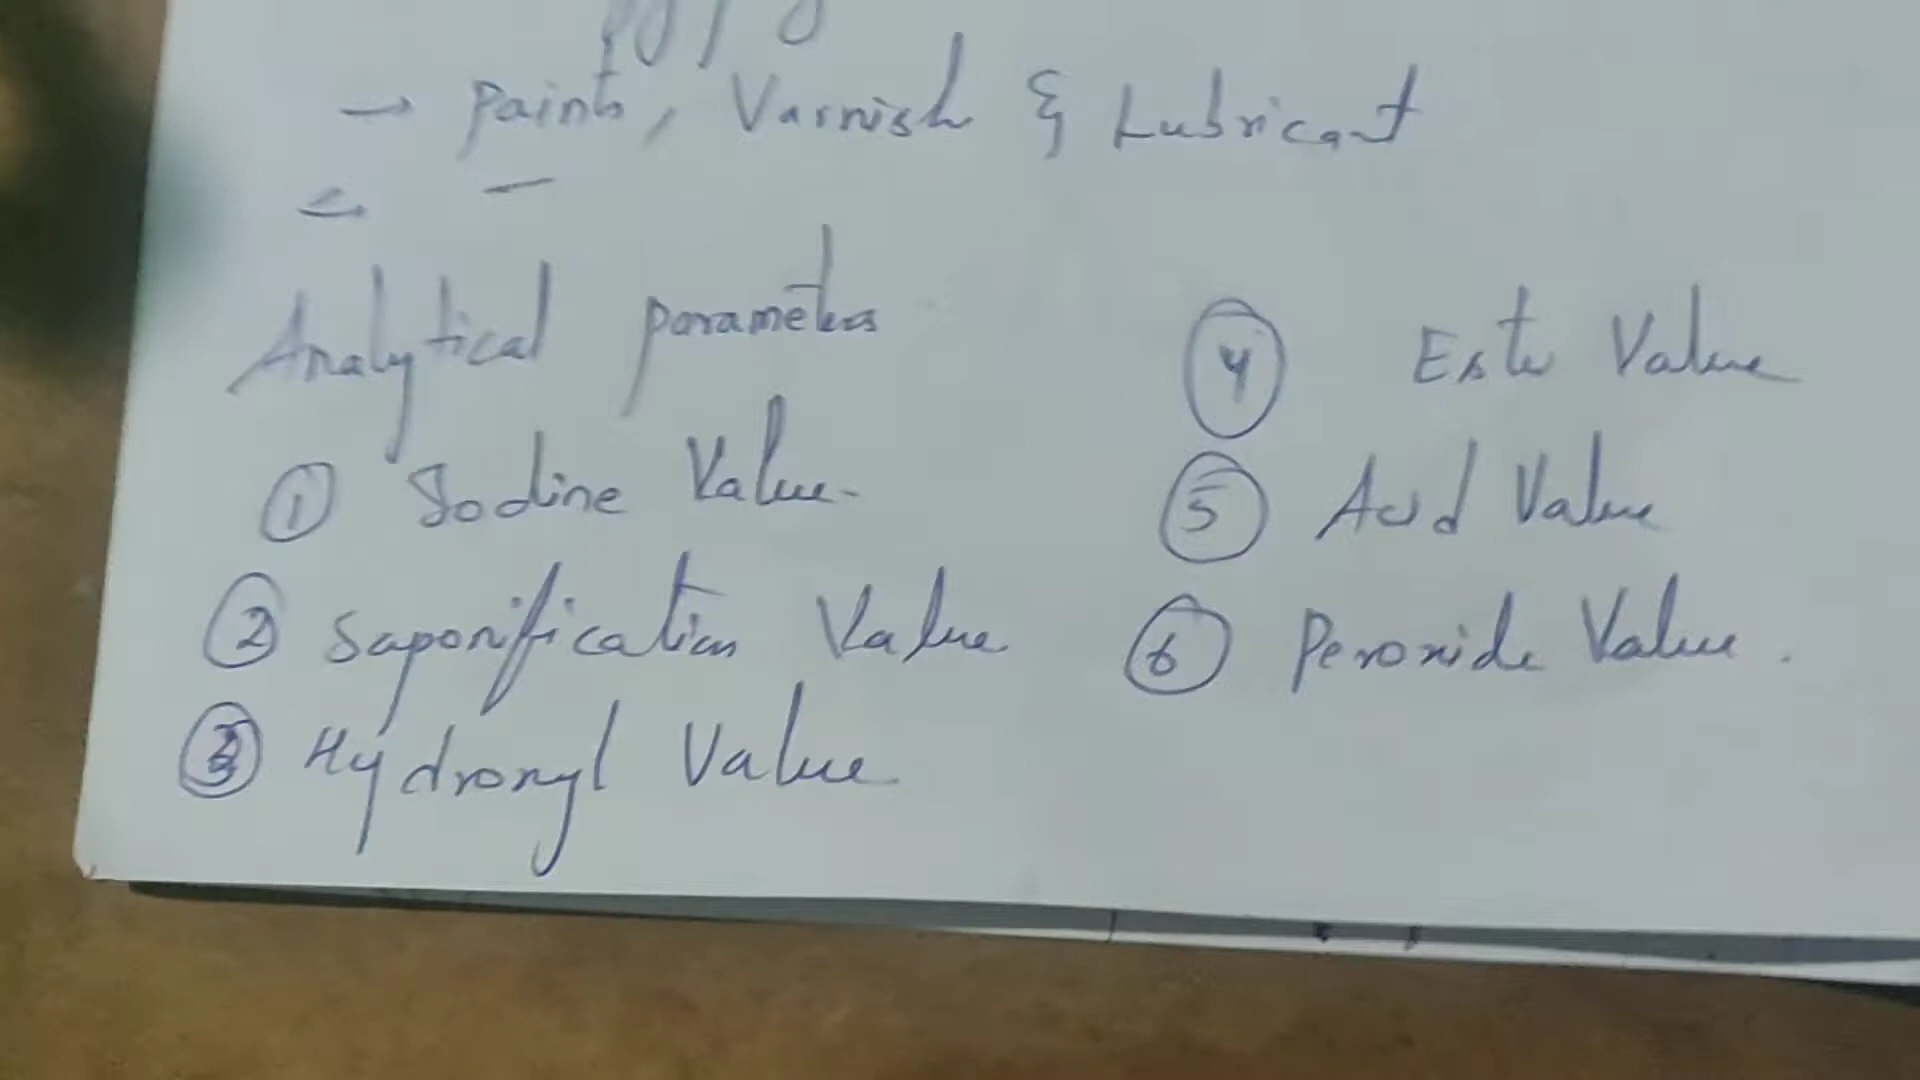 → Paints, Varnish & Lubricant
Analytical parameters
① Iodine Value.
② Saponification Value
③ Hydroxyl Value
④ Ester Value
⑤ Acid Value
⑥ Peroxide Value.